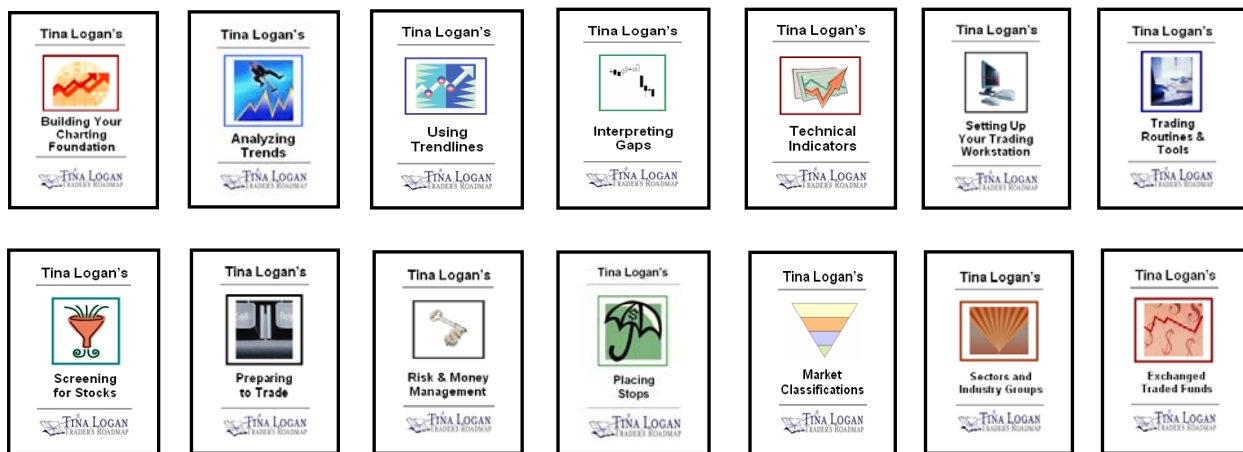 Tina Logan's
Building Your
Charting
Foundation
TINA LOGAN
TRADER'S ROADMAP
Tina Logan's
Analyzing
Trends
TINA LOGAN
TRADER'S ROADMAP
Tina Logan's
Using
Trendlines
TINA LOGAN
TRADER'S ROADMAP
Tina Logan's
Interpreting
Gaps
TINA LOGAN
TRADER'S ROADMAP
Tina Logan's
Technical
Indicators
TINA LOGAN
TRADER'S ROADMAP
Tina Logan's
Setting Up
Your Trading
Workstation
TINA LOGAN
TRADER'S ROADMAP
Tina Logan's
Trading
Routines &
Tools
TINA LOGAN
TRADER'S ROADMAP
Tina Logan's
Screening
for Stocks
TINA LOGAN
TRADER'S ROADMAP
Tina Logan's
Sell Buy
Preparing
to Trade
TINA LOGAN
TRADER'S ROADMAP
Tina Logan's
Risk & Money
Management
TINA LOGAN
TRADER'S ROADMAP
Tina Logan's
$
Placing
Stops
TINA LOGAN
TRADER'S ROADMAP
Tina Logan's
Market
Classifications
TINA LOGAN
TRADER'S ROADMAP
Tina Logan's
Sectors and
Industry Groups
TINA LOGAN
TRADER'S ROADMAP
Tina Logan's
$ $ $
Exchanged
Traded Funds
TINA LOGAN
TRADER'S ROADMAP